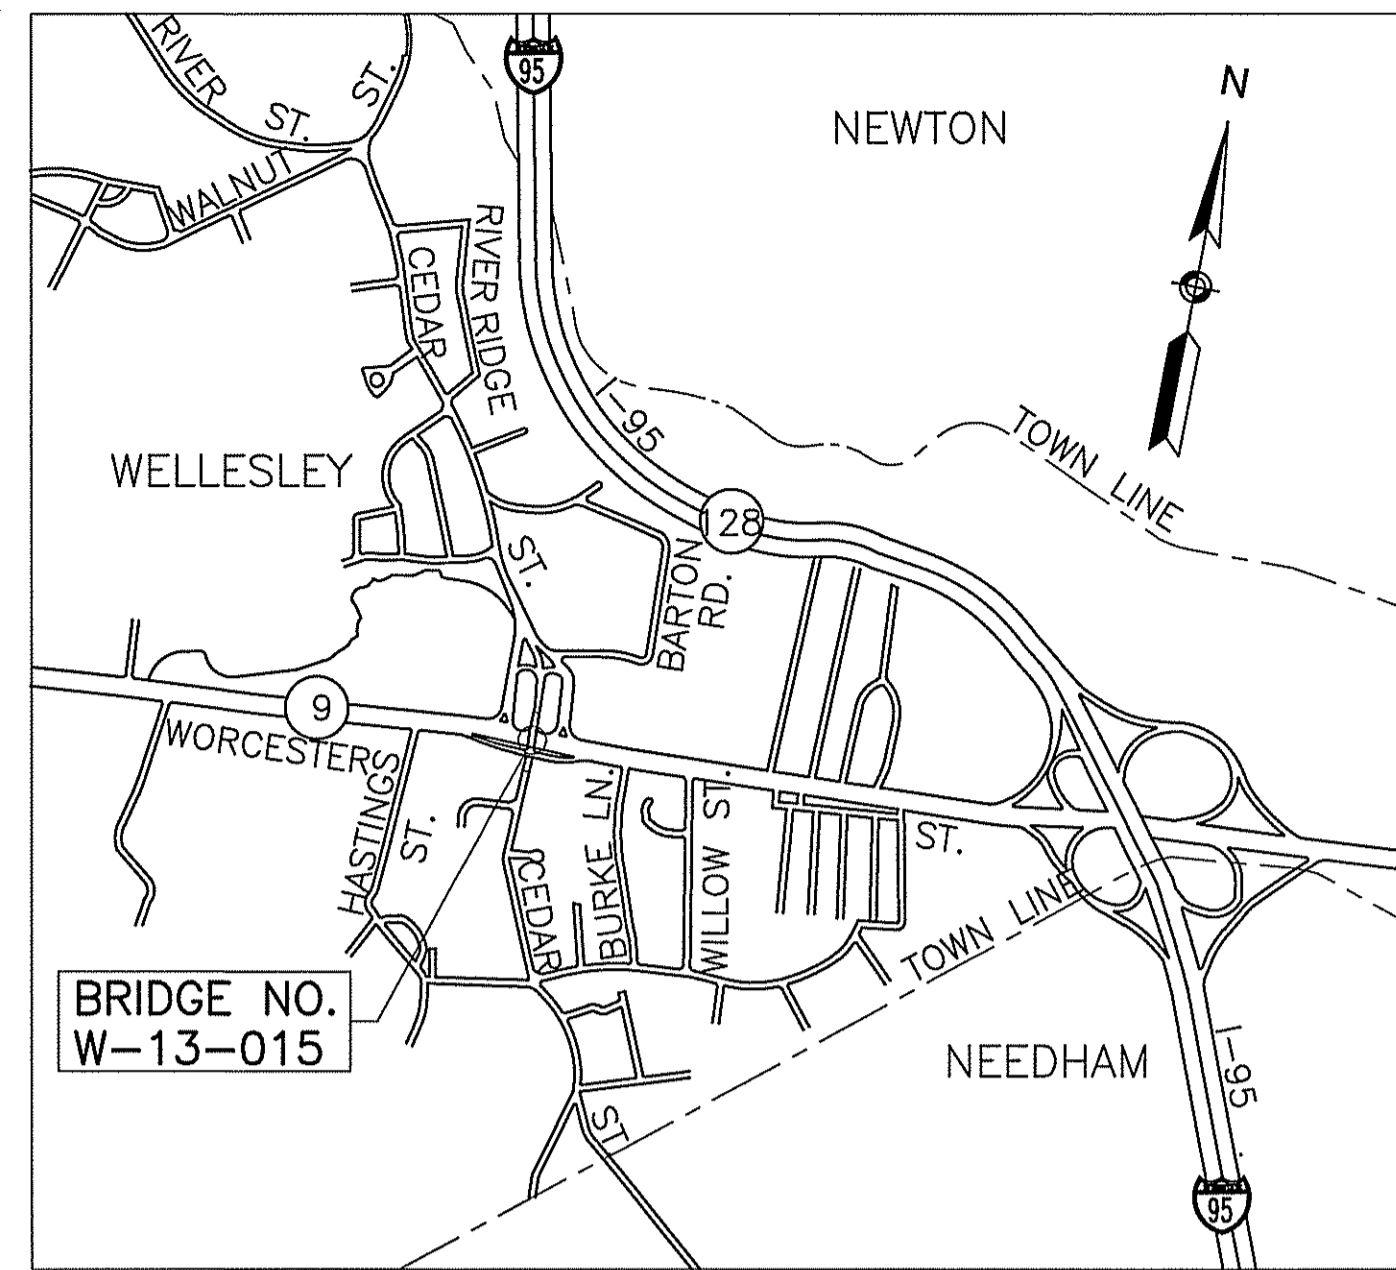 RIVER
ST.
ST.
95
N
NEWTON
WALNUT
CEDAR
RIVER RIDGE
I-95
TOWN LINE
WELLESLEY
128
ST.
BARTON
RD.
9
WORCESTERS
HASTINGS
ST.
CEDAR
BURKE LN.
WILLOW ST.
ST.
TOWN LINE
BRIDGE NO.
W-13-015
NEEDHAM
I-95
ST
95